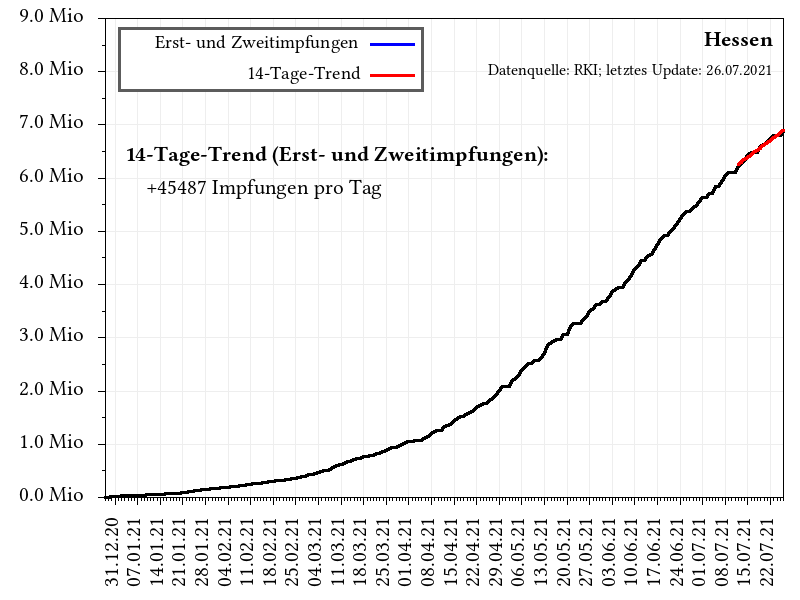 9.0 Mio
8.0 Mio
7.0 Mio
6.0 Mio
5.0 Mio
4.0 Mio
3.0 Mio
2.0 Mio
1.0 Mio
0.0 Mio
Erst- und Zweitimpfungen
14-Tage-Trend
Hessen
Datenquelle: RKI; letztes Update: 26.07.2021
14-Tage-Trend (Erst- und Zweitimpfungen):
+45487 Impfungen pro Tag
31.12.20
07.01.21
14.01.21
21.01.21
28.01.21
04.02.21
11.02.21
18.02.21
25.02.21
04.03.21
11.03.21
18.03.21
25.03.21
01.04.21
08.04.21
15.04.21
22.04.21
29.04.21
06.05.21
13.05.21
20.05.21
27.05.21
03.06.21
10.06.21
17.06.21
24.06.21
01.07.21
08.07.21
15.07.21
22.07.21